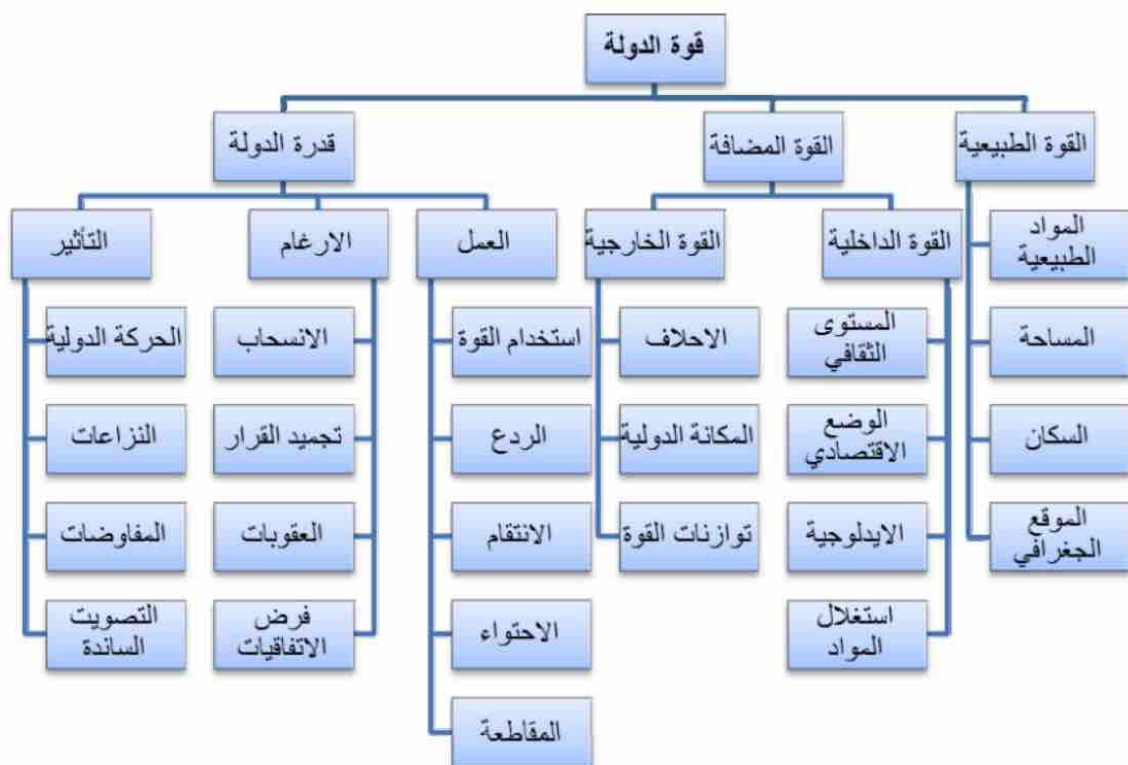 قوة الدولة
القوة الطبيعية
المواد
الطبيعية
المساحة
السكان
الموقع
الجغرافي
القوة المضافة
القوة الداخلية
المستوى
الثقافي
الوضع
الاقتصادي
الايدلوجية
استغلال
المواد
القوة الخارجية
الاحلاف
المكانة الدولية
توازنات القوة
قدرة الدولة
العمل
استخدام القوة
الردع
الانتقام
الاحتواء
المقاطعة
الارغام
الانسحاب
تجميد القرار
العقوبات
فرض
الاتفاقيات
التأثير
الحركة الدولية
النزاعات
المفاوضات
التصويت
الساندة